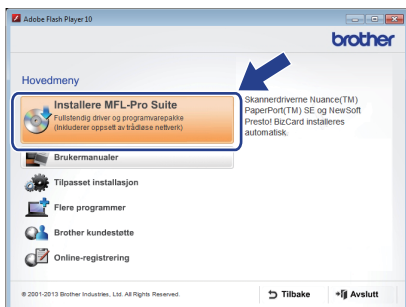 Adobe Flash Player 10
brother
Hovedmeny
Installere MFL-Pro Suite
Fullstendig driver og programvarepakke
(Inkluderer oppsett av trådløse nettverk)
Skannerdriverne Nuance(TM)
PaperPort(TM) SE og NewSoft
Presto! BizCard installeres
automatisk.
Brukermanualer
Tilpasset installasjon
Flere programmer
Brother kundestøtte
Online-registrering
© 2001-2013 Brother Industries, Ltd. All Rights Reserved.
Tilbake
Avslutt